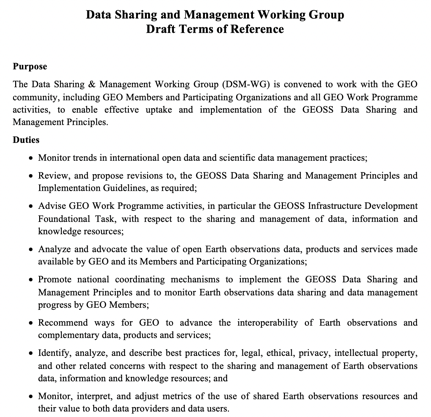 Data Sharing and Management Working Group
Draft Terms of Reference
Purpose
The Data Sharing & Management Working Group (DSM-WG) is convened to work with the GEO
community, including GEO Members and Participating Organizations and all GEO Work Programme
activities, to enable effective uptake and implementation of the GEOSS Data Sharing and
Management Principles.
Duties
• Monitor trends in international open data and scientific data management practices;
• Review, and propose revisions to, the GEOSS Data Sharing and Management Principles and
Implementation Guidelines, as required;
• Advise GEO Work Programme activities, in particular the GEOSS Infrastructure Development
Foundational Task, with respect to the sharing and management of data, information and
knowledge resources;
• Analyze and advocate the value of open Earth observations data, products and services made
available by GEO and its Members and Participating Organizations;
• Promote national coordinating mechanisms to implement the GEOSS Data Sharing and
Management Principles and to monitor Earth observations data sharing and data management
progress by GEO Members;
• Recommend ways for GEO to advance the interoperability of Earth observations and
complementary data, products and services;
• Identify, analyze, and describe best practices for, legal, ethical, privacy, intellectual property,
and other related concerns with respect to the sharing and management of Earth observations
data, information and knowledge resources; and
• Monitor, interpret, and adjust metrics of the use of shared Earth observations resources and
their value to both data providers and data users.